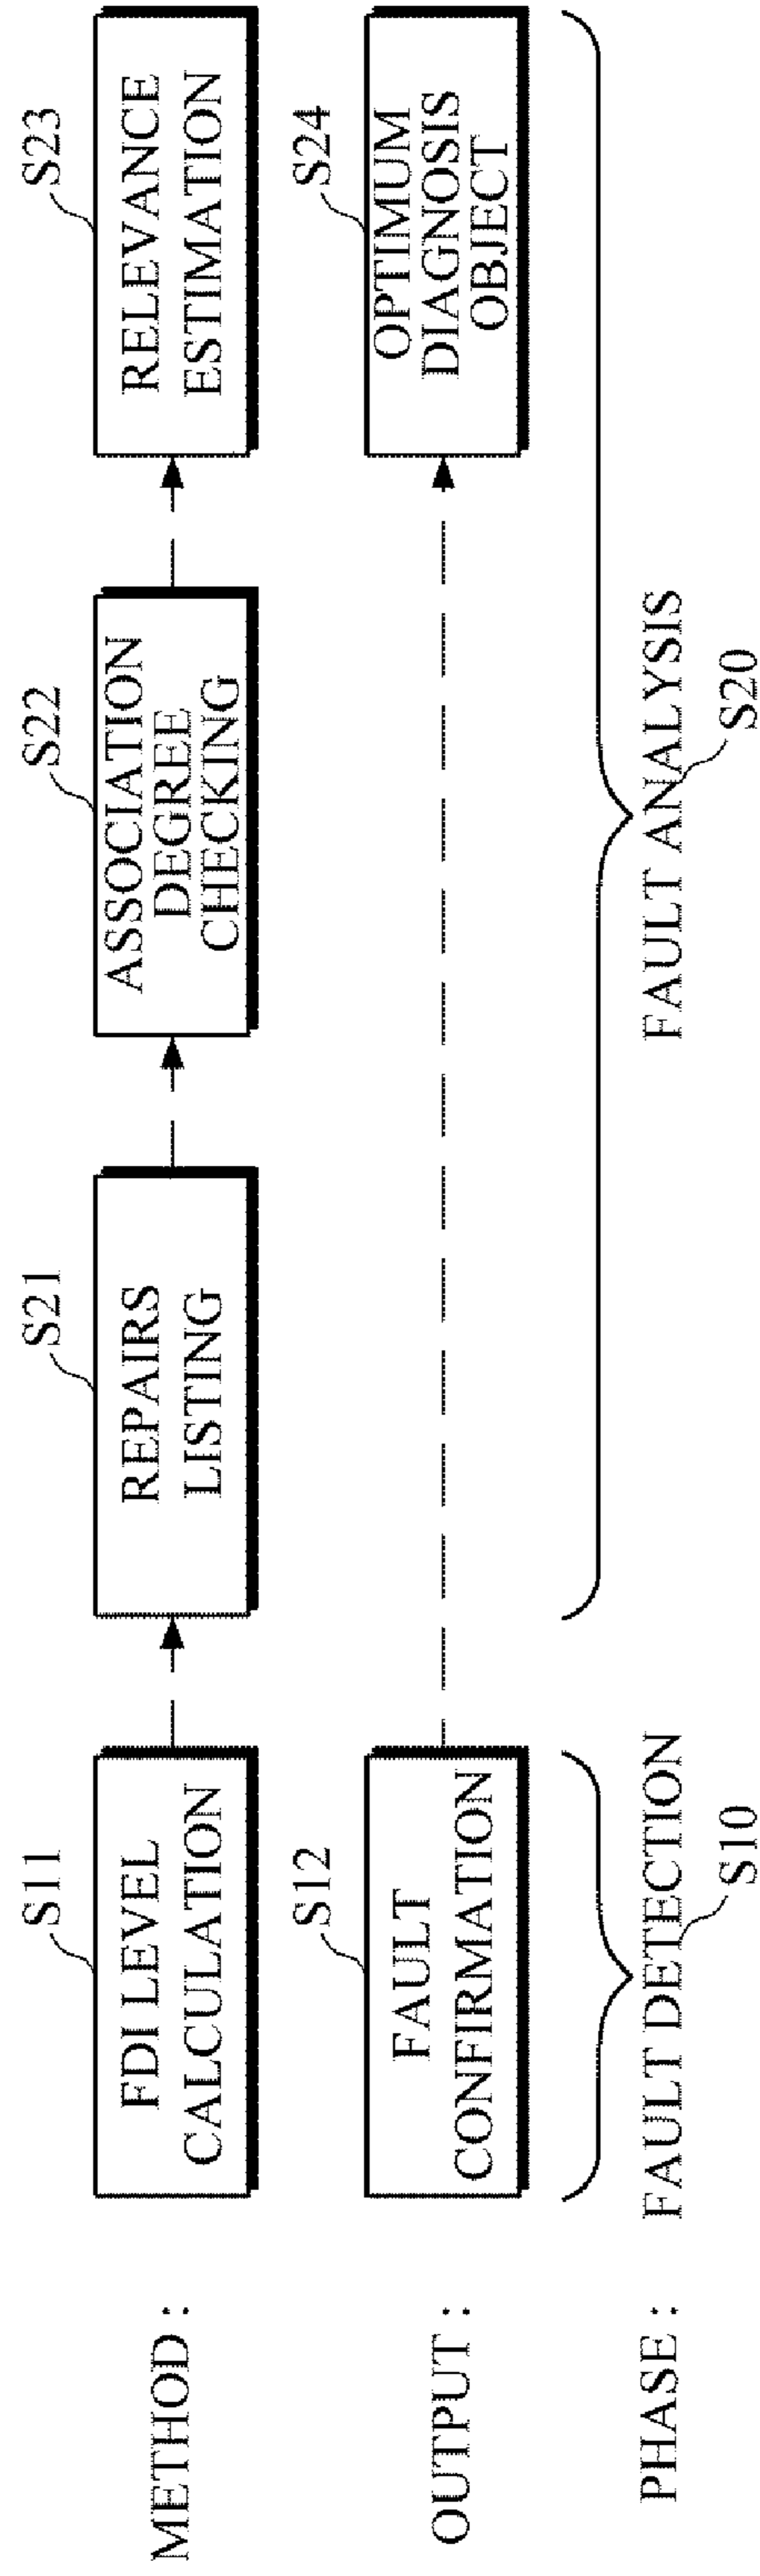 METHOD :
S11
FDI LEVEL
CALCULATION
S21
REPAIRS
LISTING
S22
ASSOCIATION
DEGREE
CHECKING
S23
RELEVANCE
ESTIMATION
OUTPUT :
S12
FAULT
CONFIRMATION
S24
OPTIMUM
DIAGNOSIS
OBJECT
PHASE :
FAULT DETECTION
S10
FAULT ANALYSIS
S20